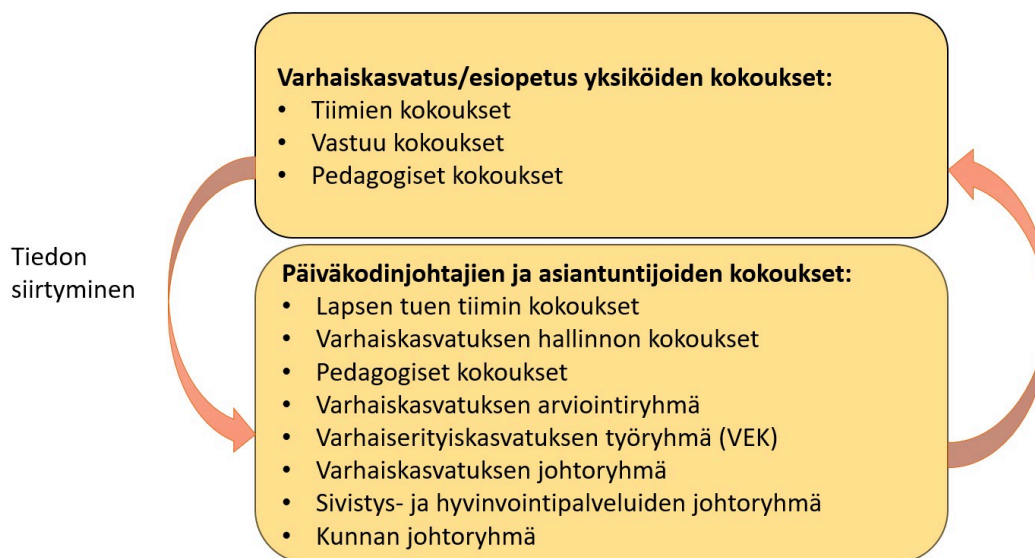 Varhaiskasvatus/esiopetus yksiköiden kokoukset:
• Tiimien kokoukset
• Vastuu kokoukset
• Pedagogiset kokoukset
Tiedon
siirtyminen
Päiväkodinjohtajien ja asiantuntijoiden kokoukset:
• Lapsen tuen tiimin kokoukset
• Varhaiskasvatuksen hallinnon kokoukset
• Pedagogiset kokoukset
• Varhaiskasvatuksen arviointiryhmä
• Varhaiserityiskasvatuksen työryhmä (VEK)
• Varhaiskasvatuksen johtoryhmä
• Sivistys- ja hyvinvointipalveluiden johtoryhmä
• Kunnan johtoryhmä